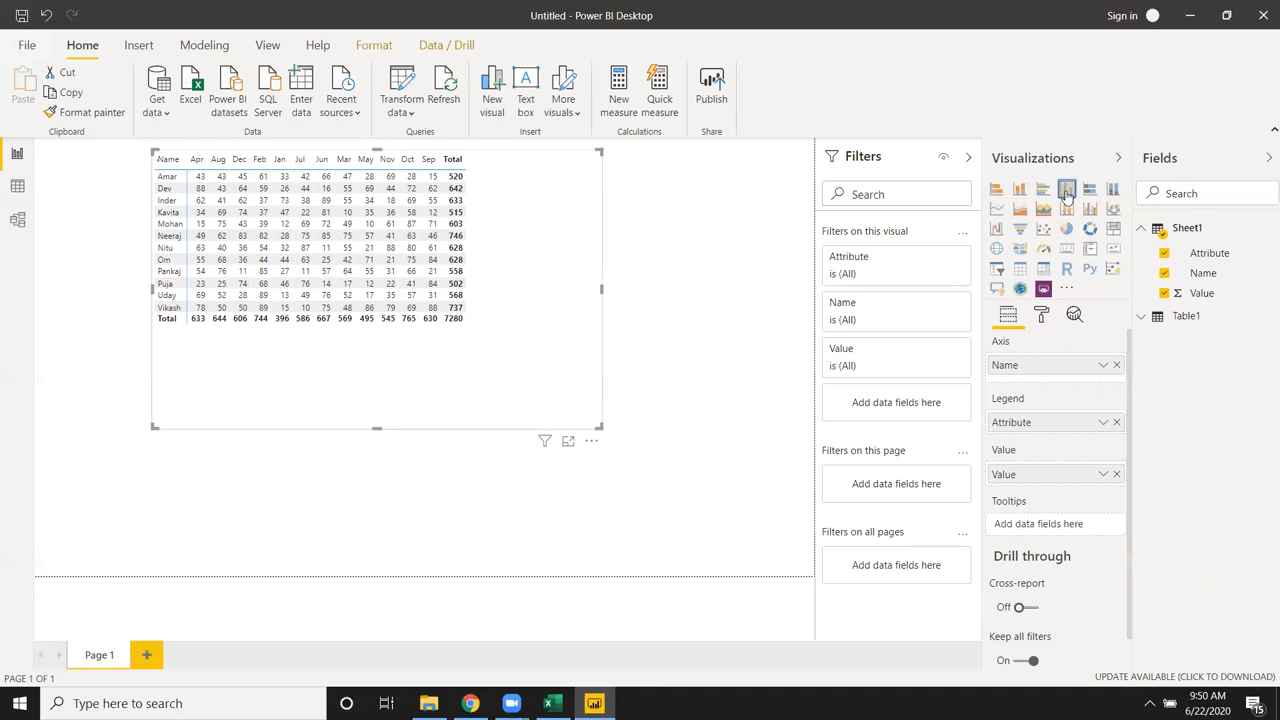 Untitled - Power BI Desktop
Sign in
File Home Insert Modeling View Help Format Data / Drill
Paste
Cut
Copy
Format painter
Clipboard
Get data
Excel
Power BI datasets
SQL Server
Enter data
Recent sources
Data
Transform data
Refresh
Queries
New visual
Text box
More visuals
Insert
New measure
Quick measure
Calculations
Publish
Share
Name Apr Aug Dec Feb Jan Jul Jun Mar May Nov Oct Sep Total
Amar 43 43 45 61 33 42 66 47 28 69 28 15 520
Dev 88 43 64 59 26 44 16 55 69 44 72 62 642
Inder 62 41 62 37 73 38 89 55 34 18 69 55 633
Kavita 34 69 74 37 47 22 81 10 35 36 58 12 515
Mohan 15 75 43 39 12 69 72 49 10 61 87 71 603
Neeraj 49 62 83 82 28 75 85 75 57 41 63 46 746
Nitu 63 40 36 54 32 87 11 55 21 88 80 61 628
Om 55 68 36 44 44 63 35 42 85 21 51 84 628
Pankaj 54 76 11 85 27 11 57 64 55 31 66 21 558
Puja 23 25 74 68 46 76 14 17 12 22 41 84 502
Uday 69 52 28 89 13 49 76 52 17 35 57 31 568
Vikash 78 50 50 89 15 10 75 48 86 79 69 88 737
Total 633 644 606 744 396 586 667 569 495 545 765 630 7280
Filters
Search
Filters on this visual ...
Attribute
is (All)
Name
is (All)
Value
is (All)
Add data fields here
Filters on this page ...
Add data fields here
Filters on all pages ...
Add data fields here
Visualizations
R Py
Axis
Name
Legend
Attribute
Value
Value
Tooltips
Add data fields here
Drill through
Cross-report
Off
Keep all filters
On
Fields
Search
Sheet1
Attribute
Name
Σ Value
Table1
Page 1
PAGE 1 OF 1
UPDATE AVAILABLE (CLICK TO DOWNLOAD)
Type here to search
9:50 AM
6/22/2020
15